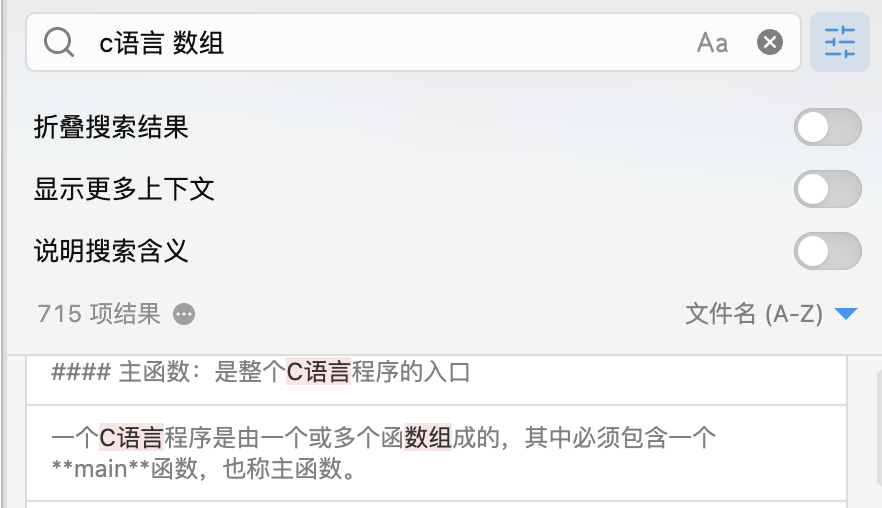 c语言 数组 Aa
折叠搜索结果
显示更多上下文
说明搜索含义
715 项结果 文件名 (A-Z)
#### 主函数：是整个C语言程序的入口
一个C语言程序是由一个或多个函数组成的，其中必须包含一个
**main**函数，也称主函数。